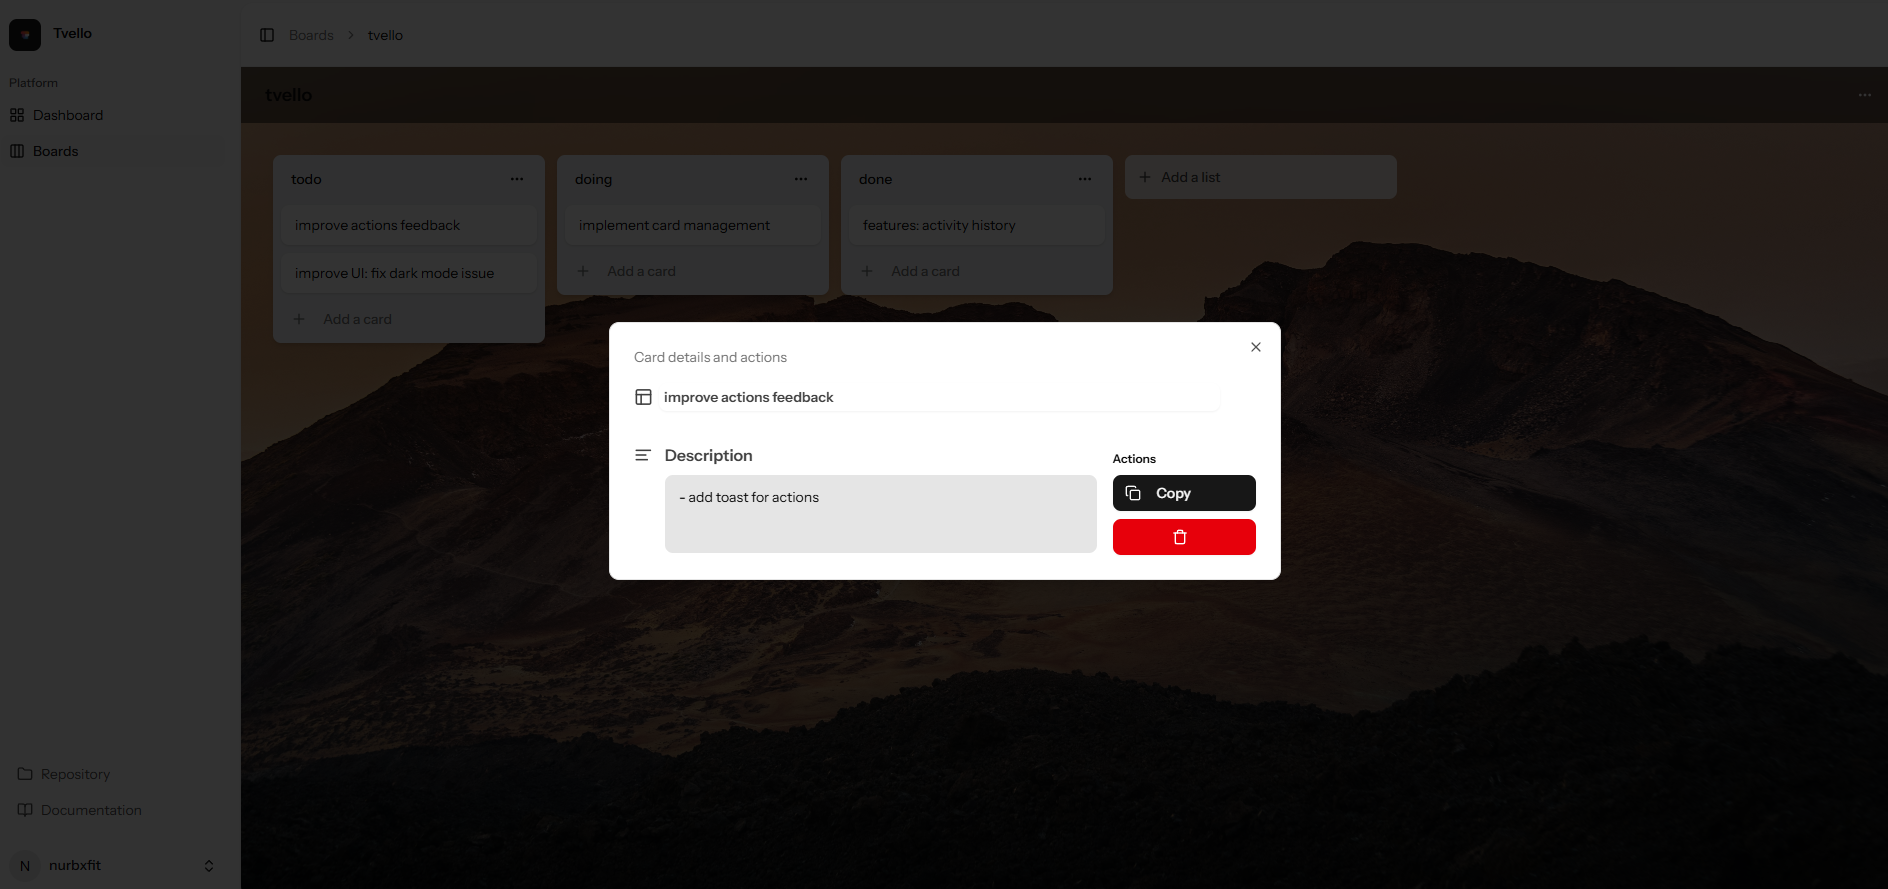 Tvello
Platform
Dashboard
Boards
Repository
Documentation
N nurbxfit
Boards > tvello
tvello
todo
improve actions feedback
improve UI: fix dark mode issue
+ Add a card
doing
implement card management
+ Add a card
done
features: activity history
+ Add a card
+ Add a list
Card details and actions
improve actions feedback
Description
- add toast for actions
Actions
Copy